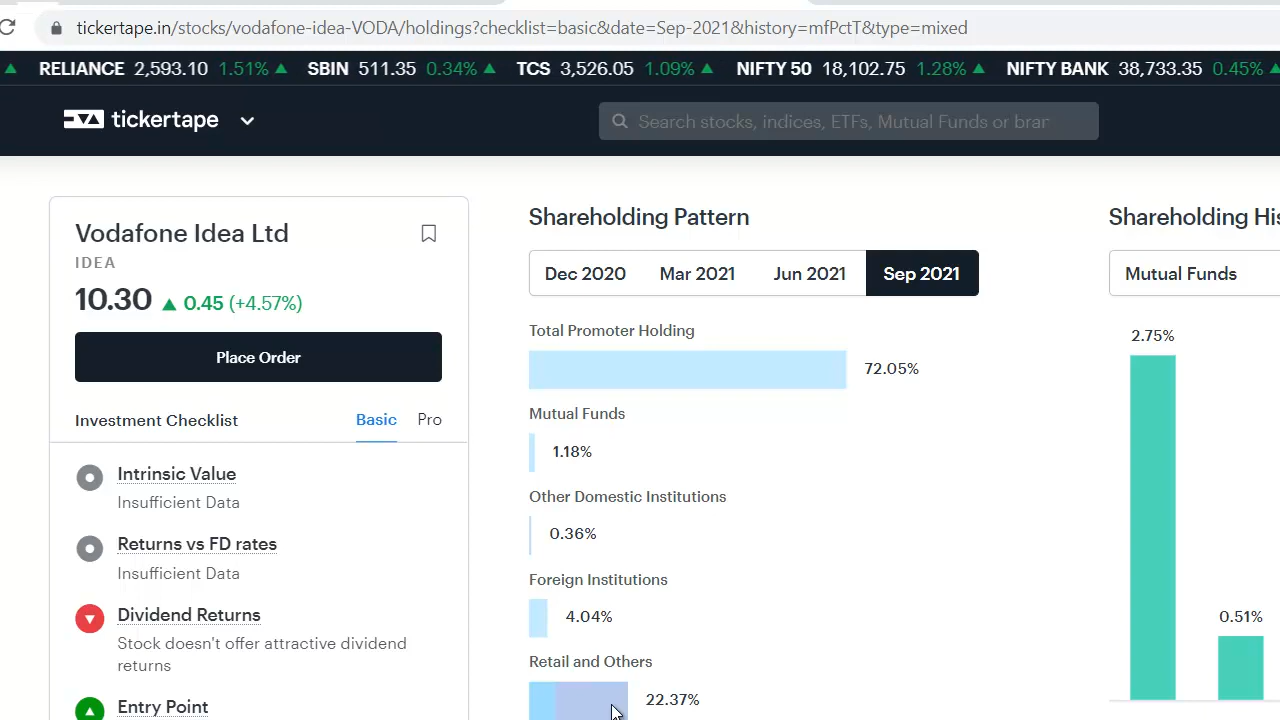 tickertape.in/stocks/vodafone-idea-VODA/holdings?checklist=basic&date=Sep-2021&history=mfPctT&type=mixed
RELIANCE 2,593.10 1.51% SBIN 511.35 0.34% TCS 3,526.05 1.09% NIFTY 50 18,102.75 1.28% NIFTY BANK 38,733.35 0.45%
tickertape
Search stocks, indices, ETFs, Mutual Funds or bran
Vodafone Idea Ltd
IDEA
10.30 0.45 (+4.57%)
Place Order
Investment Checklist Basic Pro
Intrinsic Value
Insufficient Data
Returns vs FD rates
Insufficient Data
Dividend Returns
Stock doesn't offer attractive dividend
returns
Entry Point
Shareholding Pattern
Dec 2020 Mar 2021 Jun 2021 Sep 2021
Total Promoter Holding
72.05%
Mutual Funds
1.18%
Other Domestic Institutions
0.36%
Foreign Institutions
4.04%
Retail and Others
22.37%
Shareholding His
Mutual Funds
2.75%
0.51%